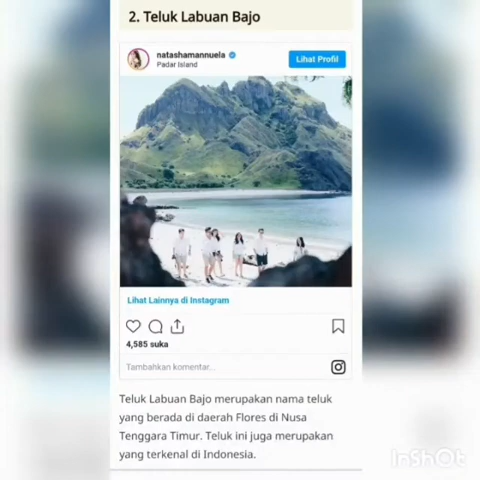 2. Teluk Labuan Bajo
natashamannuela
Padar Island
Lihat Profil
Lihat Lainnya di Instagram
4,585 suka
Tambahkan komentar...
Teluk Labuan Bajo merupakan nama teluk
yang berada di daerah Flores di Nusa
Tenggara Timur. Teluk ini juga merupakan
yang terkenal di Indonesia.
InShOt